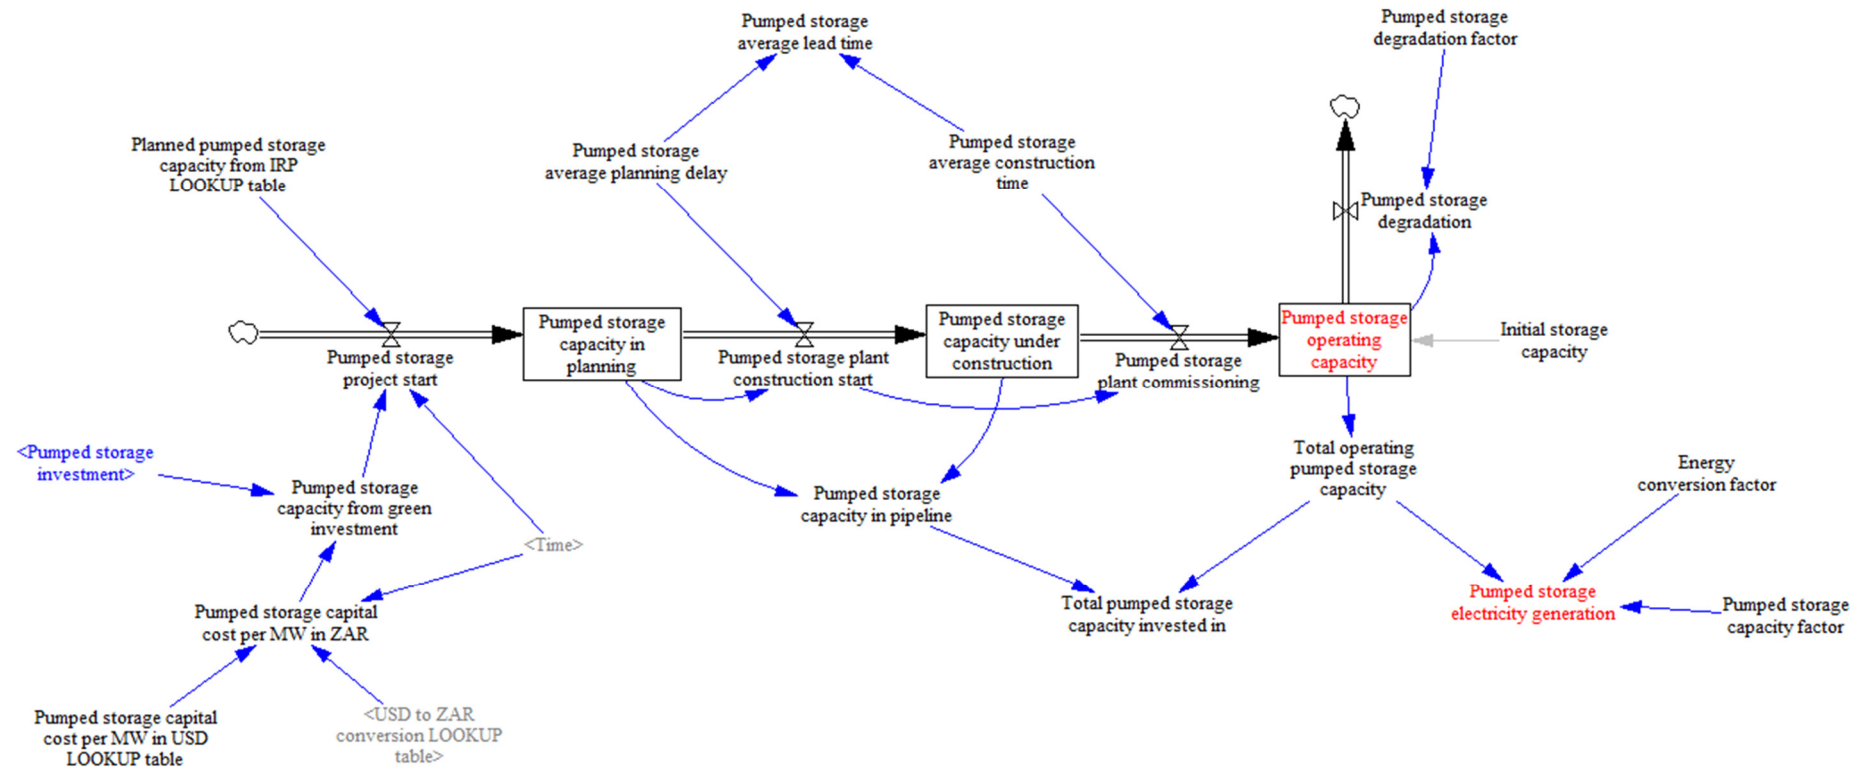 Pumped storage
average lead time
Pumped storage
degradation factor
Planned pumped storage
capacity from IRP
LOOKUP table
Pumped storage
average planning delay
Pumped storage
average construction
time
Pumped storage
degradation
Pumped storage
project start
Pumped storage
capacity in
planning
Pumped storage plant
construction start
Pumped storage
capacity under
construction
Pumped storage
plant commissioning
Pumped storage
operating
capacity
Initial storage
capacity
<Pumped storage
investment>
Pumped storage
capacity from green
investment
<Time>
Pumped storage
capacity in pipeline
Total operating
pumped storage
capacity
Energy
conversion factor
Pumped storage capital
cost per MW in ZAR
Total pumped storage
capacity invested in
Pumped storage
electricity generation
Pumped storage
capacity factor
Pumped storage capital
cost per MW in USD
LOOKUP table
<USD to ZAR
conversion LOOKUP
table>